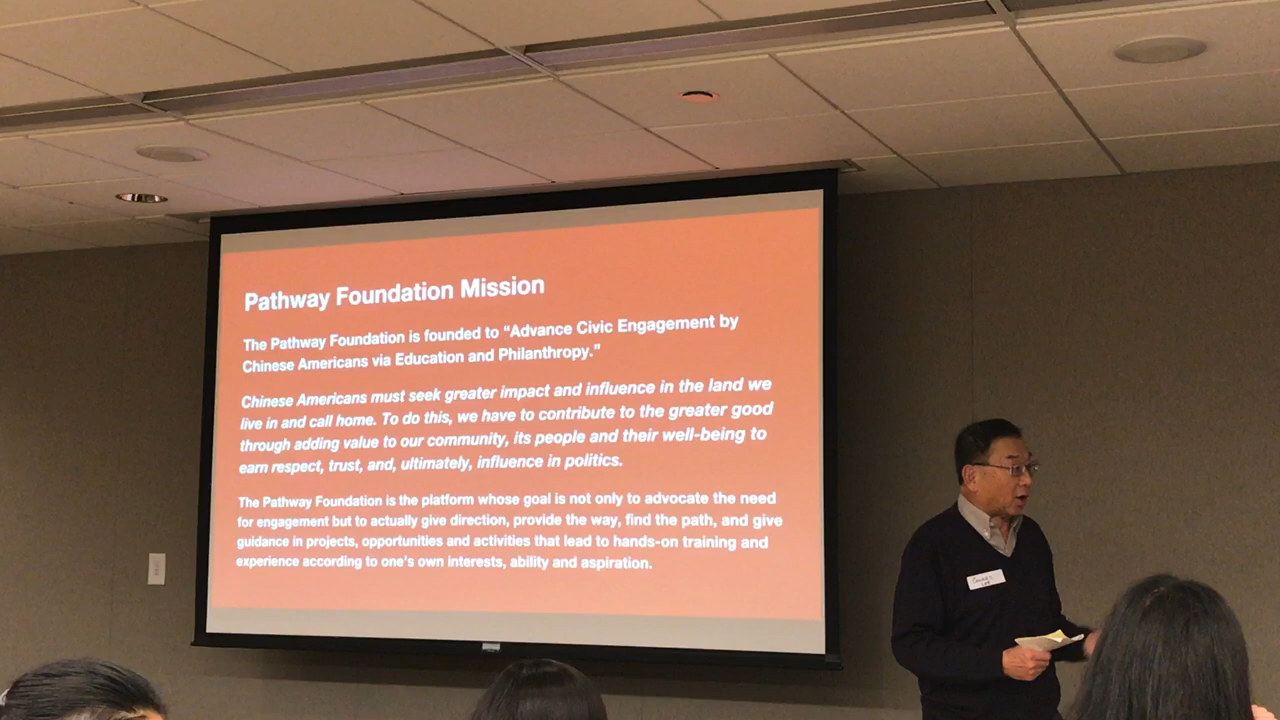 Pathway Foundation Mission
The Pathway Foundation is founded to “Advance Civic Engagement by
Chinese Americans via Education and Philanthropy.”
Chinese Americans must seek greater impact and influence in the land we
live in and call home. To do this, we have to contribute to the greater good
through adding value to our community, its people and their well-being to
earn respect, trust, and, ultimately, influence in politics.
The Pathway Foundation is the platform whose goal is not only to advocate the need
for engagement but to actually give direction, provide the way, find the path, and give
guidance in projects, opportunities and activities that lead to hands-on training and
experience according to one's own interests, ability and aspiration.